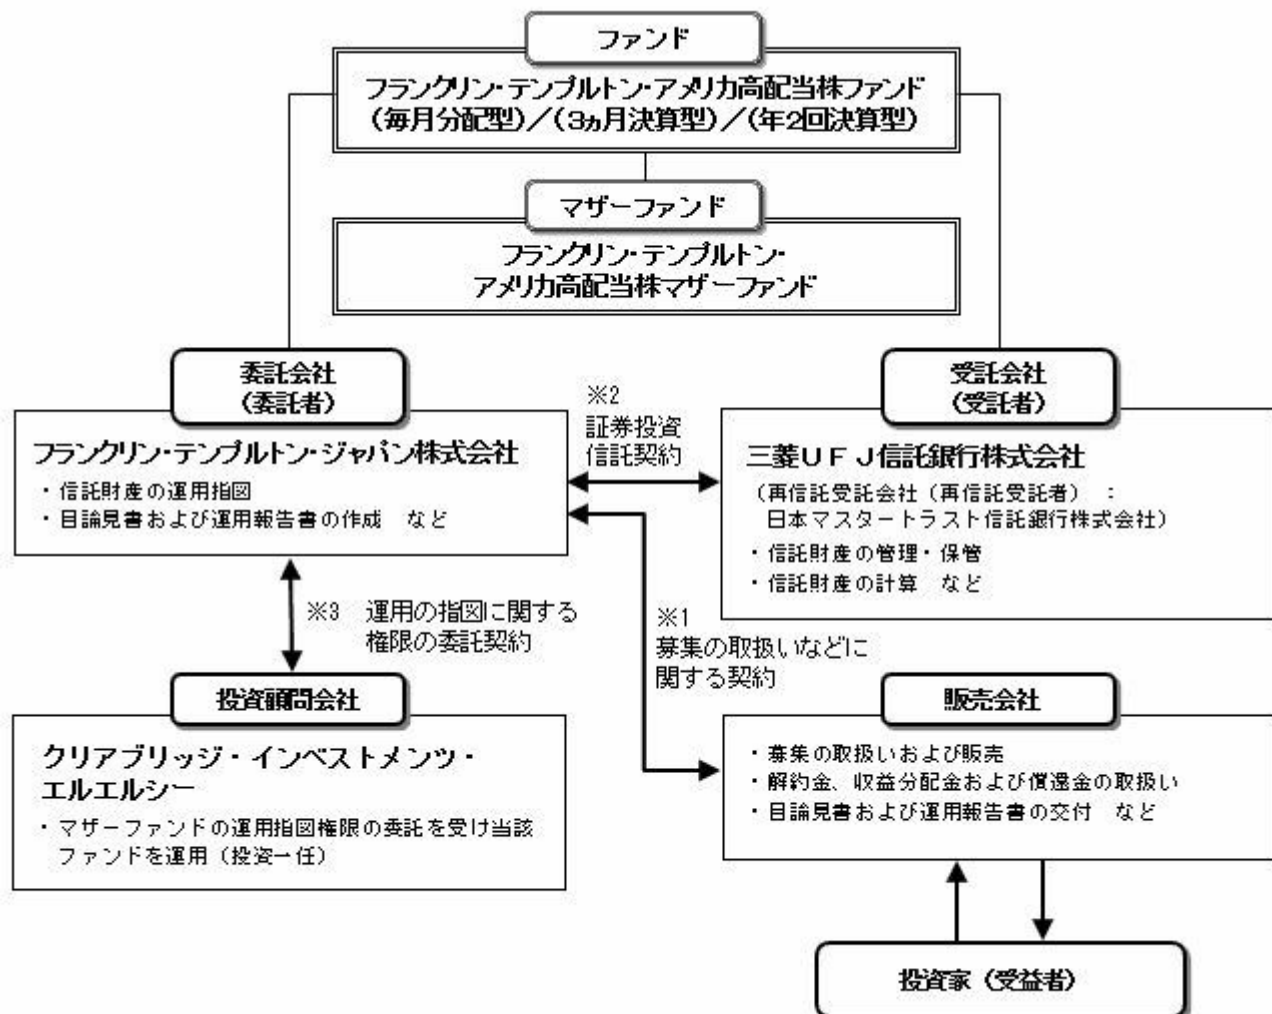 ファンド
フランクリン・テンプルトン・アメリカ高配当株ファンド
(毎月分配型)/(3ヵ月決算型)/(年2回決算型)
マザーファンド
フランクリン・テンプルトン・
アメリカ高配当株マザーファンド
委託会社
(委託者)
フランクリン・テンプルトン・ジャパン株式会社
・信託財産の運用指図
・目論見書および運用報告書の作成 など
※2
証券投資
信託契約
受託会社
(受託者)
三菱UFJ信託銀行株式会社
(再信託受託会社(再信託受託者) :
日本マスタートラスト信託銀行株式会社)
・信託財産の管理・保管
・信託財産の計算 など
※3 運用の指図に関する
権限の委託契約
※1
募集の取扱いなどに
関する契約
投資顧問会社
クリアブリッジ・インベストメンツ・
エルエルシー
・マザーファンドの運用指図権限の委託を受け当該
ファンドを運用(投資一任)
販売会社
・募集の取扱いおよび販売
・解約金、収益分配金および償還金の取扱い
・目論見書および運用報告書の交付 など
投資家(受益者)